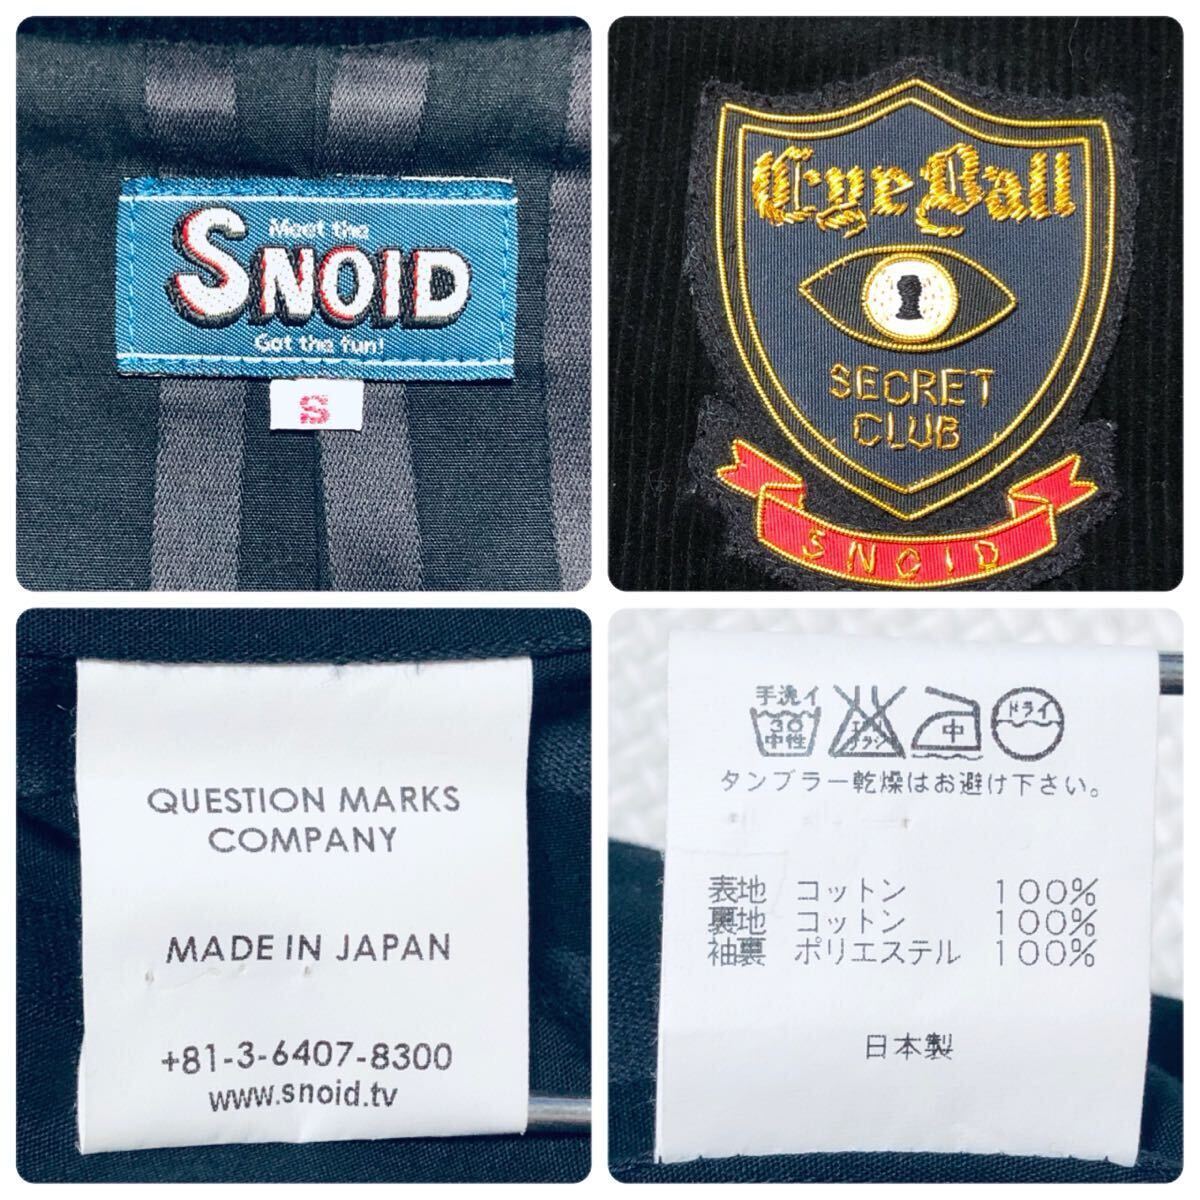 Meet the
SNOID
Got the fun!
S
Eye Ball
SECRET
CLUB
SNOID
QUESTION MARKS
COMPANY
MADE IN JAPAN
+81-3-6407-8300
www.snoid.tv
手洗イ
30
中性
中
ドライ
タンブラー乾燥はお避け下さい。
表地 コットン 100%
裏地 コットン 100%
袖裏 ポリエステル 100%
日本製